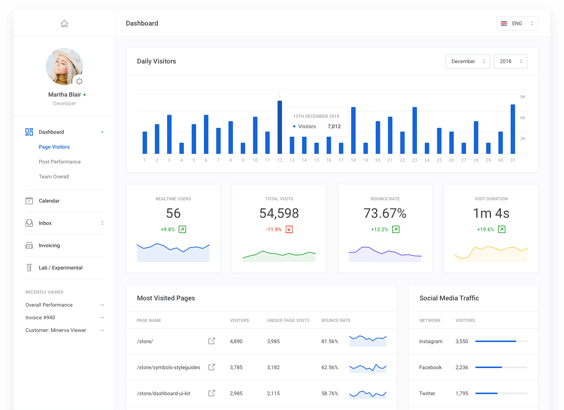 Dashboard
ENG
Martha Blair
Developer
Dashboard
Page Visitors
Post Performance
Team Overall
Calendar
Inbox
Invoicing
Lab / Experimental
RECENTLY VIEWED
Overall Performance
Invoice #940
Customer: Minerva Viewer
Daily Visitors
December
2018
9K
6K
3K
12TH DECEMBER 2018
Visitors 7,012
1 2 3 4 5 6 7 8 9 10 11 12 13 14 15 16 17 18 19 20 21 22 23 24 25 26 27 28 29 30 31
REALTIME USERS
56
+9.8%
TOTAL VISITS
54,598
-11.9%
BOUNCE RATE
73.67%
+12.2%
VISIT DURATION
1m 4s
+19.6%
Most Visited Pages
PAGE NAME VISITORS UNIQUE PAGE VISITS BOUNCE RATE
/store/ 4,890 3,985 81.56%
/store/symbols-styleguides 3,785 3,182 62.56%
/store/dashboard-ui-kit 2,985 2,115 58.76%
Social Media Traffic
NETWORK VISITORS
Instagram 3,550
Facebook 2,236
Twitter 1,795